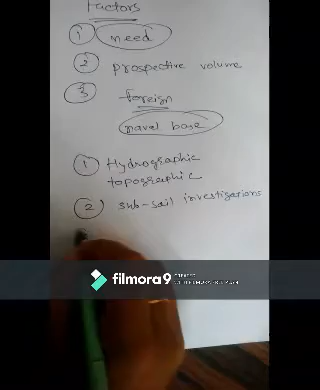 Factors
1 need
2 prospective volume
3 foreign
naval base
1 Hydrographic
topographic
2 sub-soil investigations
filmora9